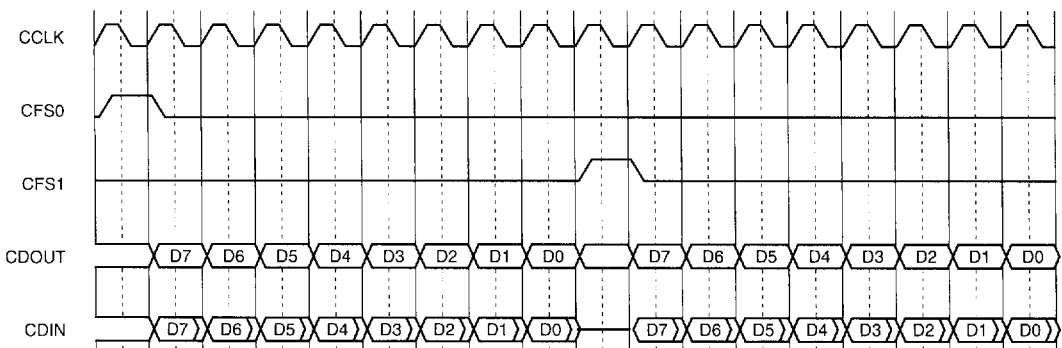 CCLK
CFS0
CFS1
CDOUT D7 D6 D5 D4 D3 D2 D1 D0 D7 D6 D5 D4 D3 D2 D1 D0
CDIN D7 D6 D5 D4 D3 D2 D1 D0 D7 D6 D5 D4 D3 D2 D1 D0